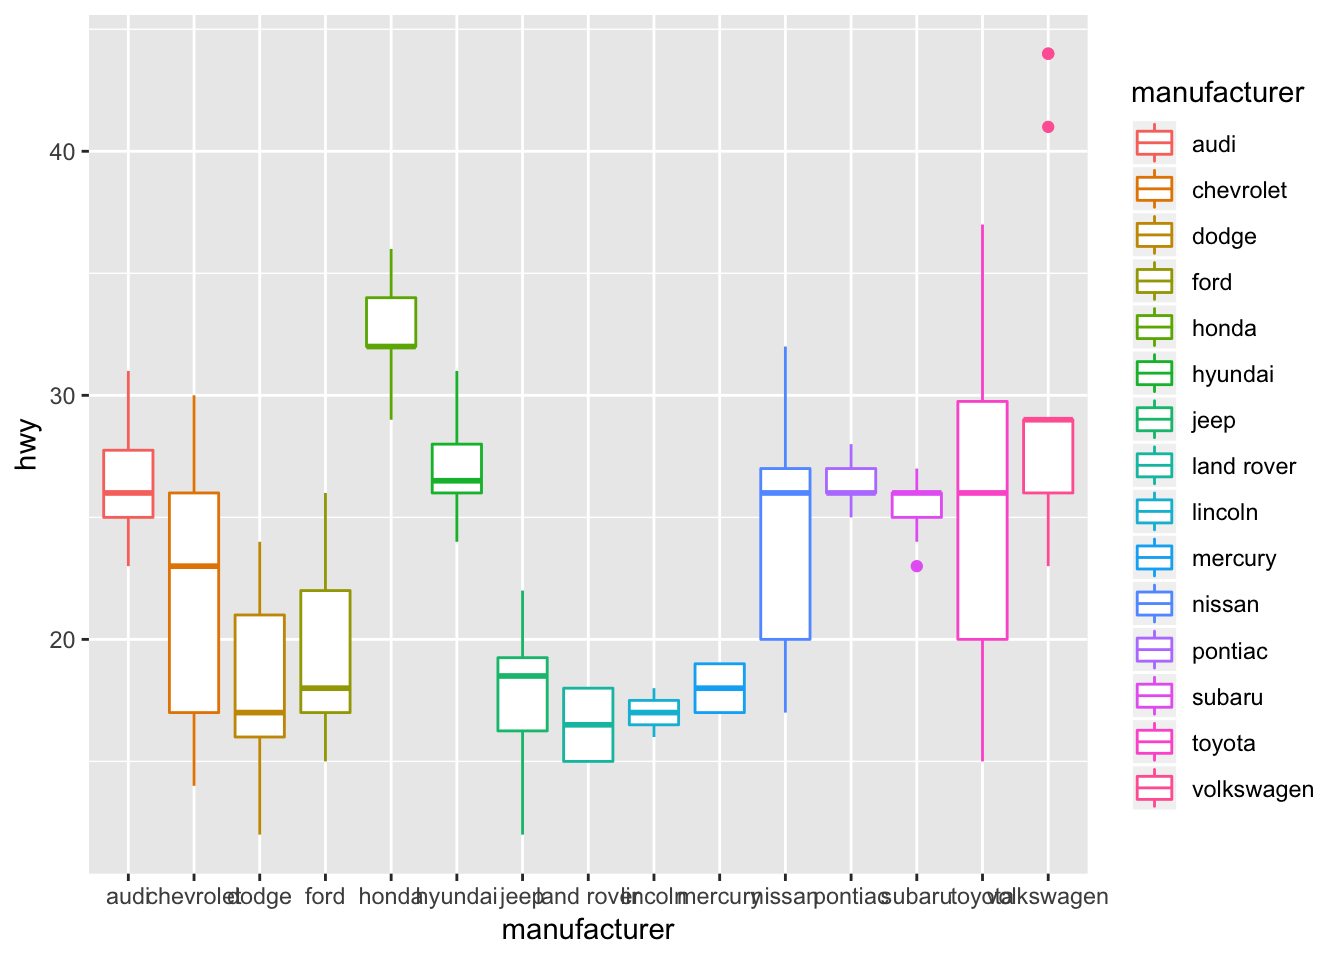 hwy
40
30
20
audi chevrolet dodge ford honda hyundai jeep land rover lincoln mercury nissan pontiac subaru toyota volkswagen
manufacturer
manufacturer
audi
chevrolet
dodge
ford
honda
hyundai
jeep
land rover
lincoln
mercury
nissan
pontiac
subaru
toyota
volkswagen